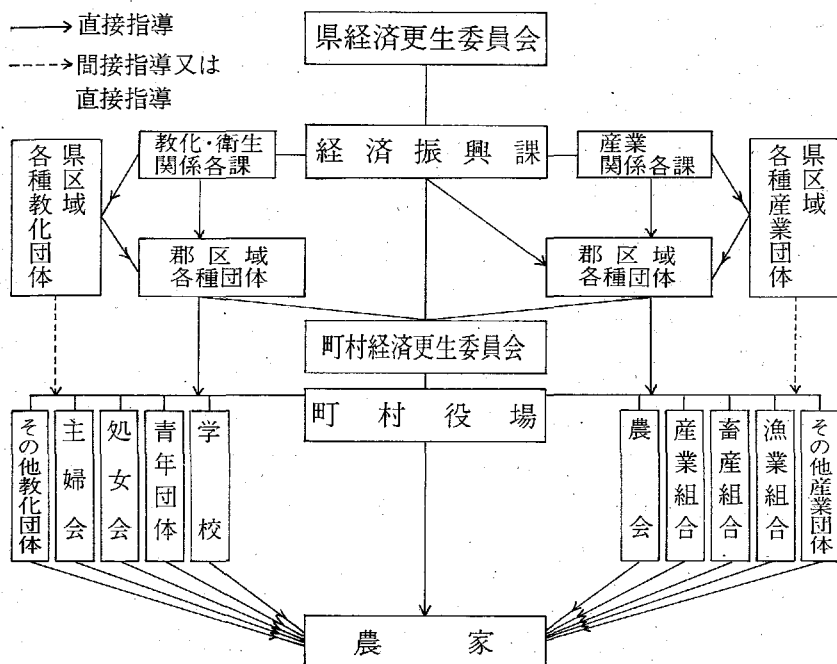 直接指導
間接指導又は
直接指導
県経済更生委員会
教化・衛生
関係各課
経済振興課
産業
関係各課
県区域
各種教化団体
県区域
各種産業団体
郡区域
各種団体
郡区域
各種団体
町村経済更生委員会
町村役場
その他教化団体
主婦会
処女会
青年団体
学校
農会
産業組合
畜産組合
漁業組合
その他産業団体
農家